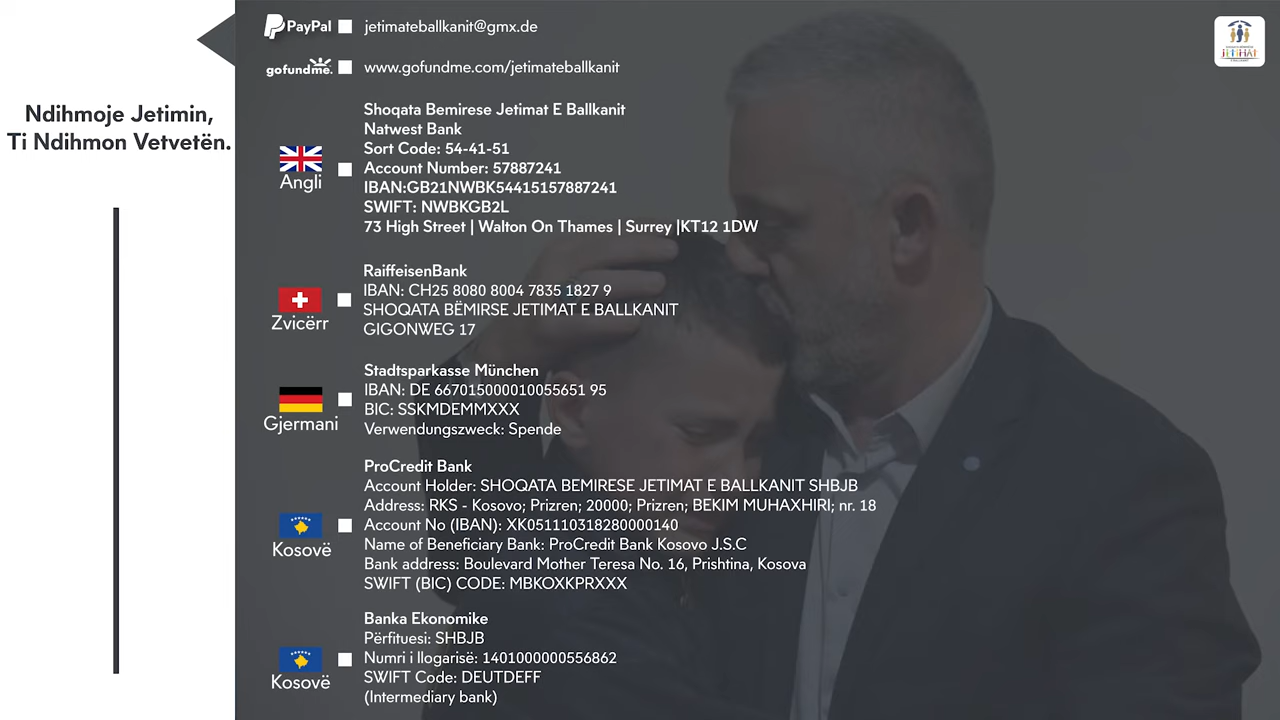 Ndihmoje Jetimin,
Ti Ndihmon Vetvetën.
PayPal
jetimateballkanit@gmx.de
gofundme.
www.gofundme.com/jetimateballkanit
Angli
Shoqata Bemirese Jetimat E Ballkanit
Natwest Bank
Sort Code: 54-41-51
Account Number: 57887241
IBAN:GB21NWBK54415157887241
SWIFT: NWBKGB2L
73 High Street | Walton On Thames | Surrey |KT12 1DW
Zvicërr
RaiffeisenBank
IBAN: CH25 8080 8004 7835 1827 9
SHOQATA BËMIRSE JETIMAT E BALLKANIT
GIGONWEG 17
Gjermani
Stadtsparkasse München
IBAN: DE 667015000010055651 95
BIC: SSKMDEMMXXX
Verwendungszweck: Spende
Kosovë
ProCredit Bank
Account Holder: SHOQATA BEMIRESE JETIMAT E BALLKANIT SHBJB
Address: RKS - Kosovo; Prizren; 20000; Prizren; BEKIM MUHAXHIRI; nr. 18
Account No (IBAN): XK051110318280000140
Name of Beneficiary Bank: ProCredit Bank Kosovo J.S.C
Bank address: Boulevard Mother Teresa No. 16, Prishtina, Kosova
SWIFT (BIC) CODE: MBKOXKPRXXX
Kosovë
Banka Ekonomike
Përfituesi: SHBJB
Numri i llogarisë: 1401000000556862
SWIFT Code: DEUTDEFF
(Intermediary bank)
JETIMAT